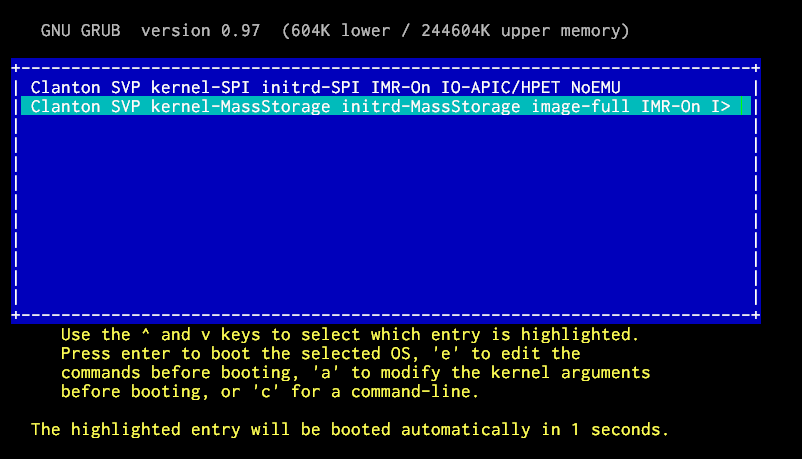 GNU GRUB version 0.97 (604K lower / 244604K upper memory)
Clanton SVP kernel-SPI initrd-SPI IMR-On IO-APIC/HPET NoEMU
Clanton SVP kernel-MassStorage initrd-MassStorage image-full IMR-On I>
Use the ^ and v keys to select which entry is highlighted.
Press enter to boot the selected OS, 'e' to edit the
commands before booting, 'a' to modify the kernel arguments
before booting, or 'c' for a command-line.
The highlighted entry will be booted automatically in 1 seconds.